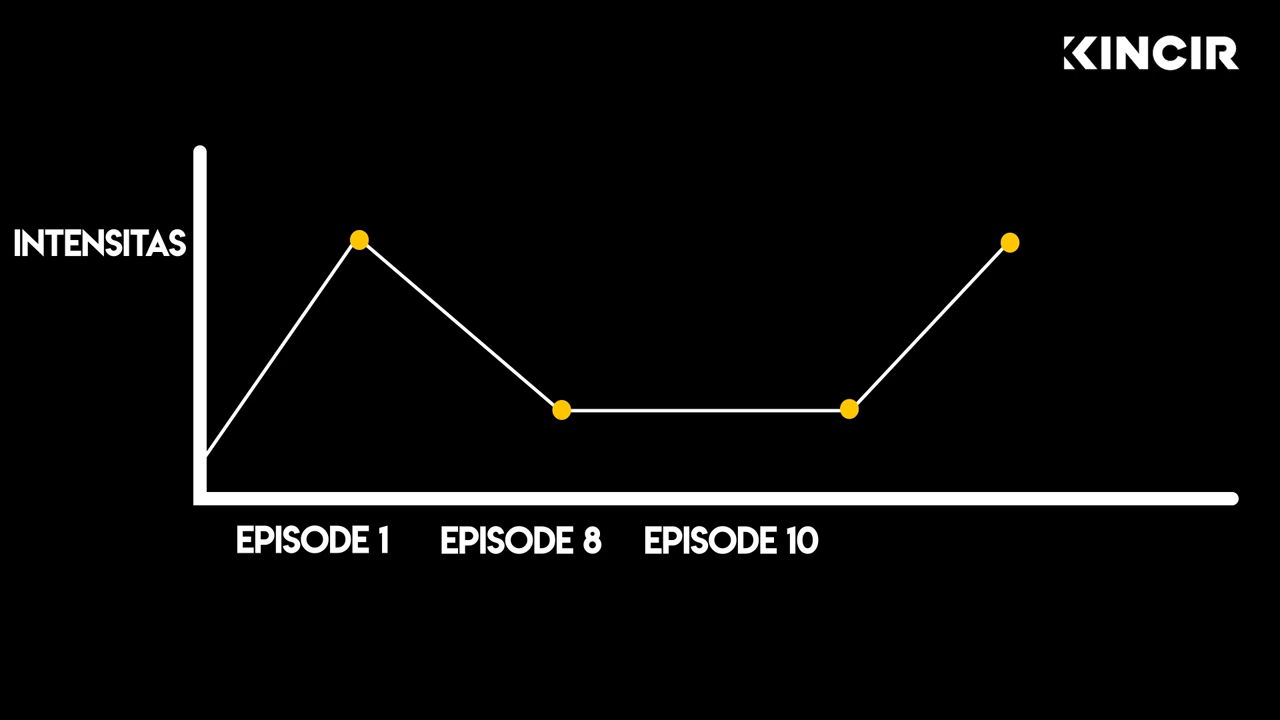 KINCIR
INTENSITAS
EPISODE 1
EPISODE 8
EPISODE 10